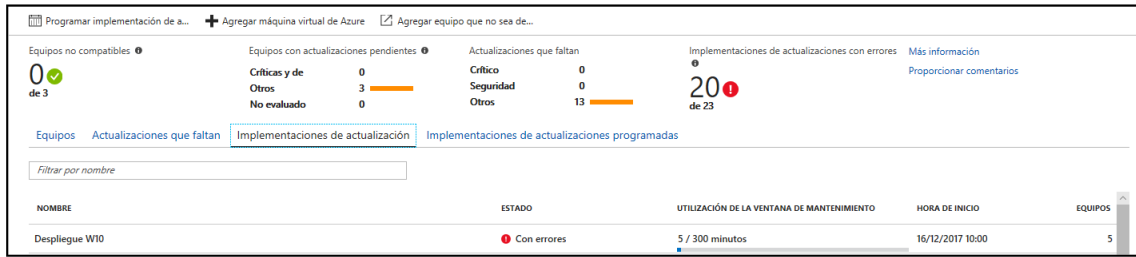 Programar implementación de a... Agregar máquina virtual de Azure Agregar equipo que no sea de...
Equipos no compatibles Equipos con actualizaciones pendientes Actualizaciones que faltan Implementaciones de actualizaciones con errores Más información
0 Críticas y de 0 Crítico 0 20 Proporcionar comentarios
de 3 Otros 3 Seguridad 0 de 23
No evaluado 0 Otros 13
Equipos Actualizaciones que faltan Implementaciones de actualización Implementaciones de actualizaciones programadas
Filtrar por nombre
NOMBRE ESTADO UTILIZACIÓN DE LA VENTANA DE MANTENIMIENTO HORA DE INICIO EQUIPOS
Despliegue W10 Con errores 5 / 300 minutos 16/12/2017 10:00 5